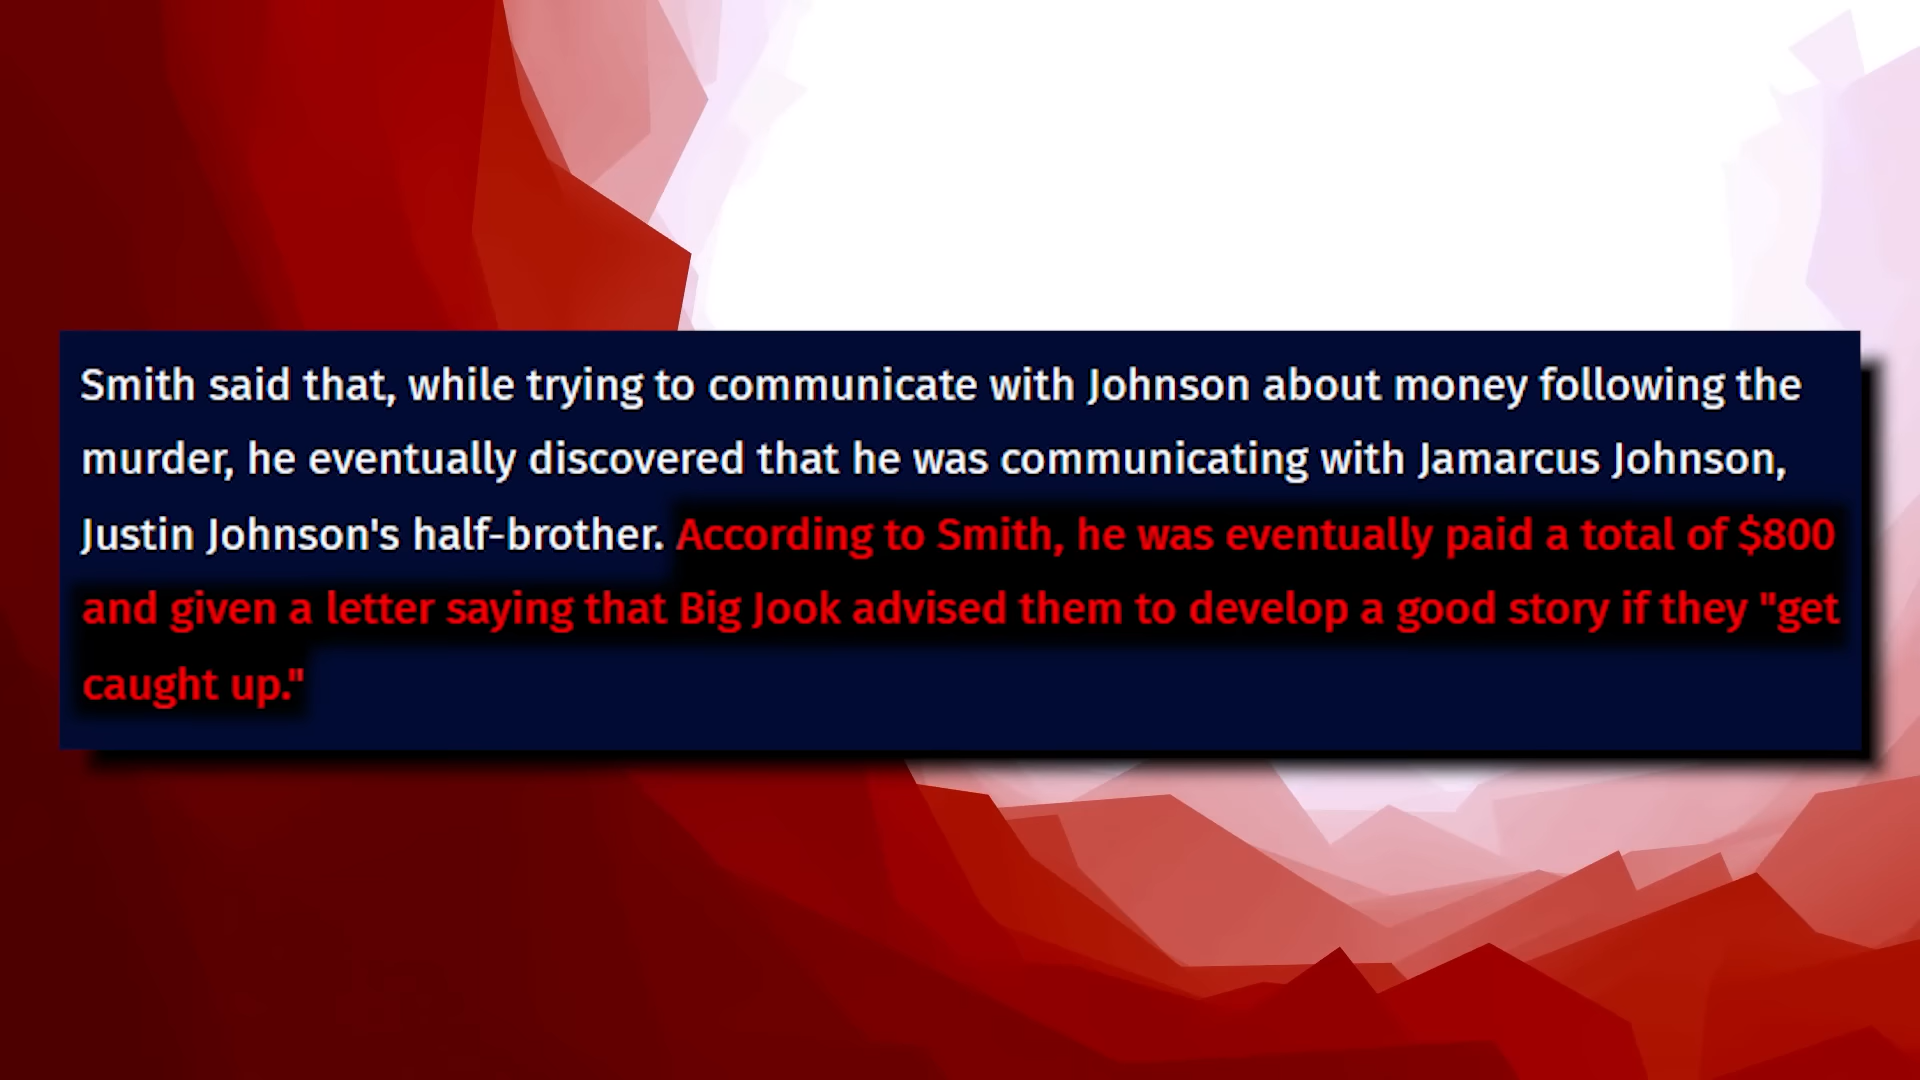 Smith said that, while trying to communicate with Johnson about money following the
murder, he eventually discovered that he was communicating with Jamarcus Johnson,
Justin Johnson's half-brother. According to Smith, he was eventually paid a total of $800
and given a letter saying that Big Jook advised them to develop a good story if they "get
caught up."